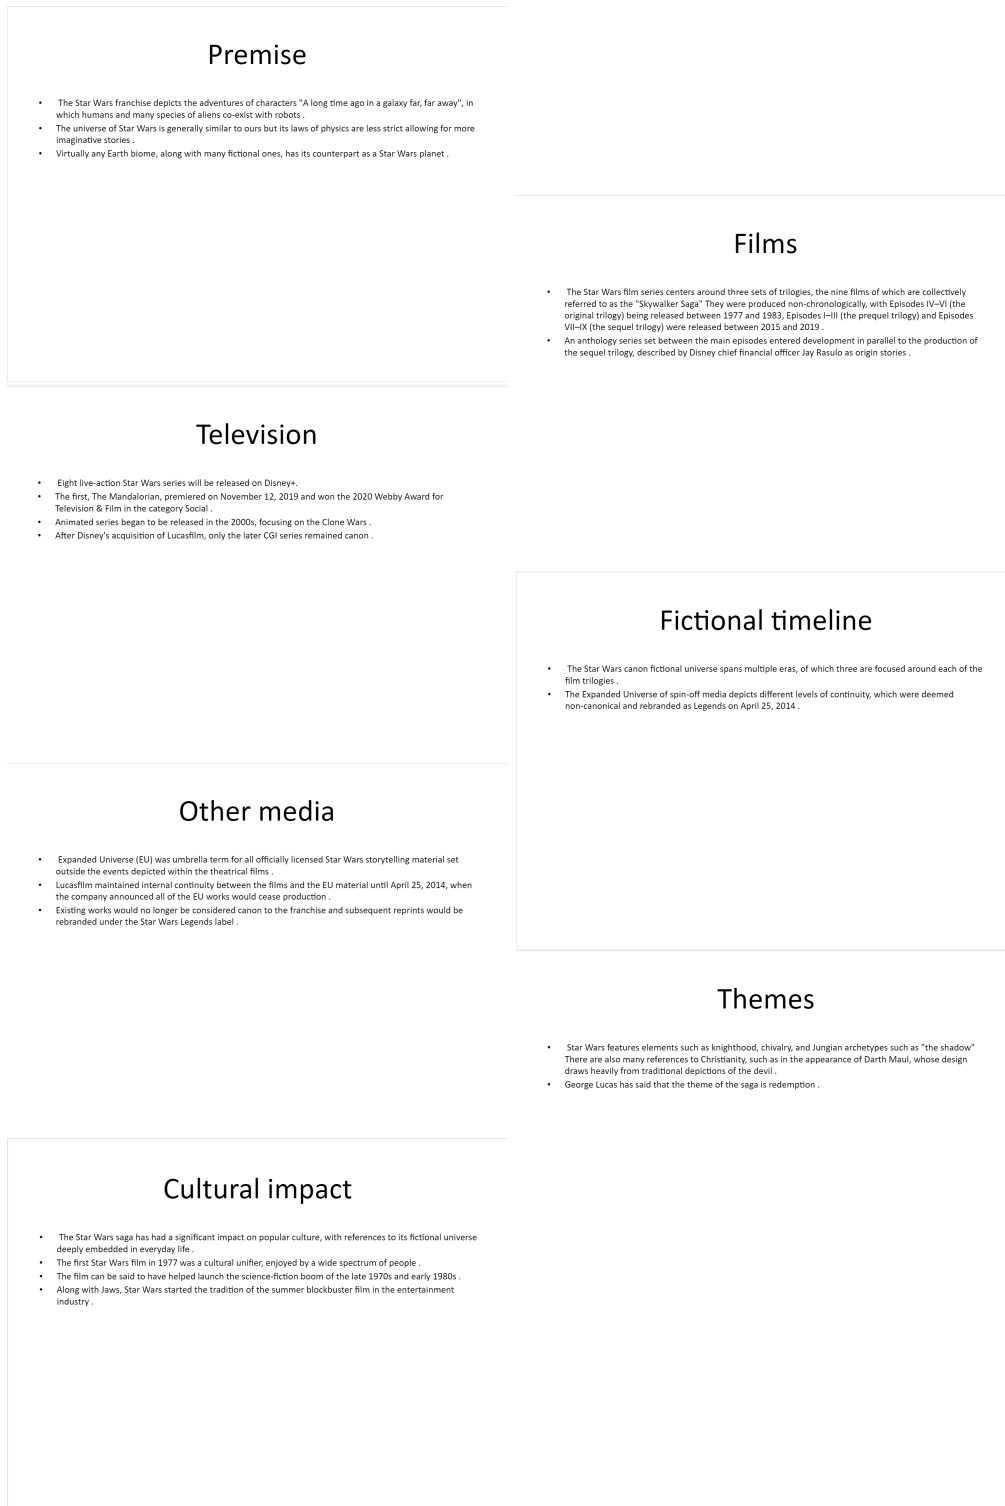 Premise
• The Star Wars franchise depicts the adventures of characters "A long time ago in a galaxy far, far away", in
which humans and many species of aliens co-exist with robots .
• The universe of Star Wars is generally similar to ours but its laws of physics are less strict allowing for more
imaginative stories .
• Virtually any Earth biome, along with many fictional ones, has its counterpart as a Star Wars planet .
Films
• The Star Wars film series centers around three sets of trilogies, the nine films of which are collectively
referred to as the "Skywalker Saga" They were produced non-chronologically, with Episodes IV–VI (the
original trilogy) being released between 1977 and 1983, Episodes I–III (the prequel trilogy) and Episodes
VII–IX (the sequel trilogy) were released between 2015 and 2019 .
• An anthology series set between the main episodes entered development in parallel to the production of
the sequel trilogy, described by Disney chief financial officer Jay Rasulo as origin stories .
Television
• Eight live-action Star Wars series will be released on Disney+.
• The first, The Mandalorian, premiered on November 12, 2019 and won the 2020 Webby Award for
Television & Film in the category Social .
• Animated series began to be released in the 2000s, focusing on the Clone Wars .
• After Disney's acquisition of Lucasfilm, only the later CGI series remained canon .
Fictional timeline
• The Star Wars canon fictional universe spans multiple eras, of which three are focused around each of the
film trilogies .
• The Expanded Universe of spin-off media depicts different levels of continuity, which were deemed
non-canonical and rebranded as Legends on April 25, 2014 .
Other media
• Expanded Universe (EU) was umbrella term for all officially licensed Star Wars storytelling material set
outside the events depicted within the theatrical films .
• Lucasfilm maintained internal continuity between the films and the EU material until April 25, 2014, when
the company announced all of the EU works would cease production .
• Existing works would no longer be considered canon to the franchise and subsequent reprints would be
rebranded under the Star Wars Legends label .
Themes
• Star Wars features elements such as knighthood, chivalry, and Jungian archetypes such as "the shadow"
There are also many references to Christianity, such as in the appearance of Darth Maul, whose design
draws heavily from traditional depictions of the devil .
• George Lucas has said that the theme of the saga is redemption .
Cultural impact
• The Star Wars saga has had a significant impact on popular culture, with references to its fictional universe
deeply embedded in everyday life .
• The first Star Wars film in 1977 was a cultural unifier, enjoyed by a wide spectrum of people .
• The film can be said to have helped launch the science-fiction boom of the late 1970s and early 1980s .
• Along with Jaws, Star Wars started the tradition of the summer blockbuster film in the entertainment
industry .